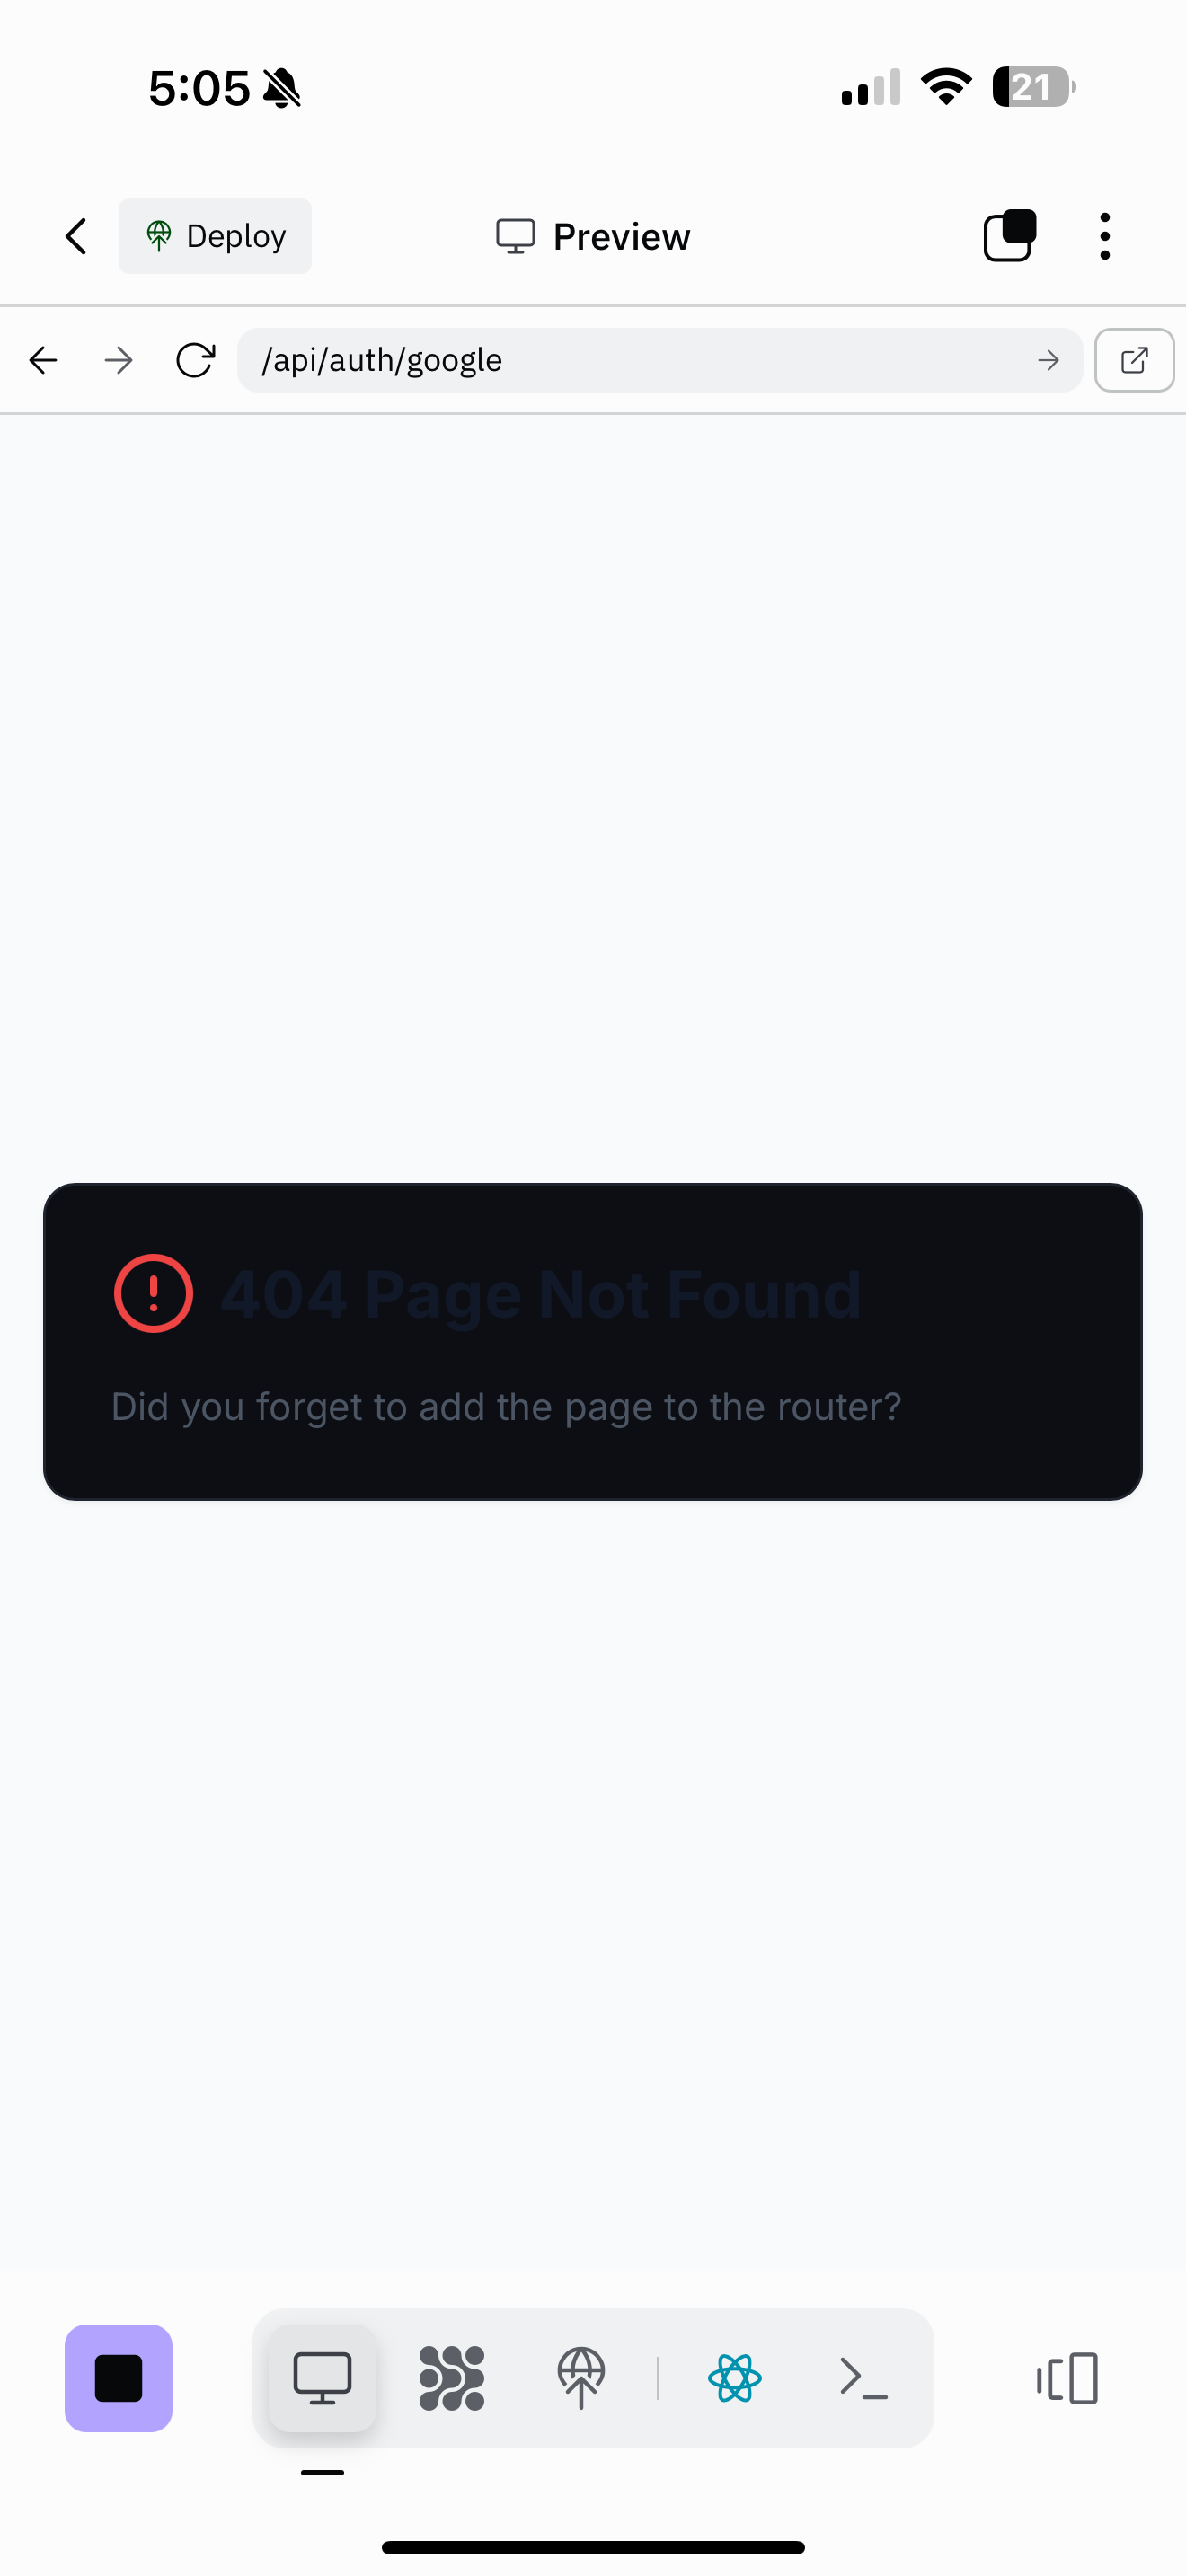 5:05
21
Deploy
Preview
/api/auth/google
404 Page Not Found
Did you forget to add the page to the router?